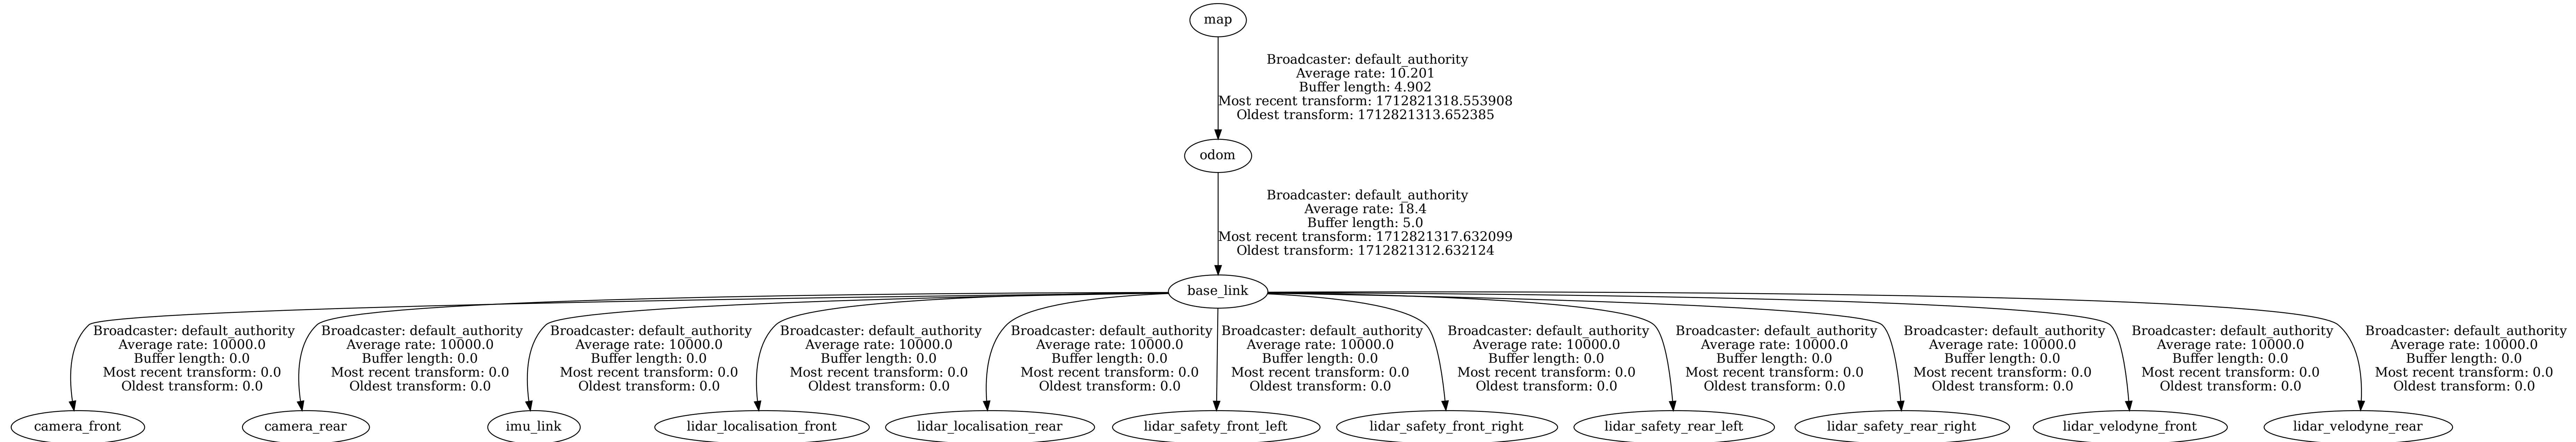 map
Broadcaster: default_authority
Average rate: 10.201
Buffer length: 4.902
Most recent transform: 1712821318.553908
Oldest transform: 1712821313.652385
odom
Broadcaster: default_authority
Average rate: 18.4
Buffer length: 5.0
Most recent transform: 1712821317.632099
Oldest transform: 1712821312.632124
base_link
Broadcaster: default_authority
Average rate: 10000.0
Buffer length: 0.0
Most recent transform: 0.0
Oldest transform: 0.0
camera_front
Broadcaster: default_authority
Average rate: 10000.0
Buffer length: 0.0
Most recent transform: 0.0
Oldest transform: 0.0
camera_rear
Broadcaster: default_authority
Average rate: 10000.0
Buffer length: 0.0
Most recent transform: 0.0
Oldest transform: 0.0
imu_link
Broadcaster: default_authority
Average rate: 10000.0
Buffer length: 0.0
Most recent transform: 0.0
Oldest transform: 0.0
lidar_localisation_front
Broadcaster: default_authority
Average rate: 10000.0
Buffer length: 0.0
Most recent transform: 0.0
Oldest transform: 0.0
lidar_localisation_rear
Broadcaster: default_authority
Average rate: 10000.0
Buffer length: 0.0
Most recent transform: 0.0
Oldest transform: 0.0
lidar_safety_front_left
Broadcaster: default_authority
Average rate: 10000.0
Buffer length: 0.0
Most recent transform: 0.0
Oldest transform: 0.0
lidar_safety_front_right
Broadcaster: default_authority
Average rate: 10000.0
Buffer length: 0.0
Most recent transform: 0.0
Oldest transform: 0.0
lidar_safety_rear_left
Broadcaster: default_authority
Average rate: 10000.0
Buffer length: 0.0
Most recent transform: 0.0
Oldest transform: 0.0
lidar_safety_rear_right
Broadcaster: default_authority
Average rate: 10000.0
Buffer length: 0.0
Most recent transform: 0.0
Oldest transform: 0.0
lidar_velodyne_front
Broadcaster: default_authority
Average rate: 10000.0
Buffer length: 0.0
Most recent transform: 0.0
Oldest transform: 0.0
lidar_velodyne_rear